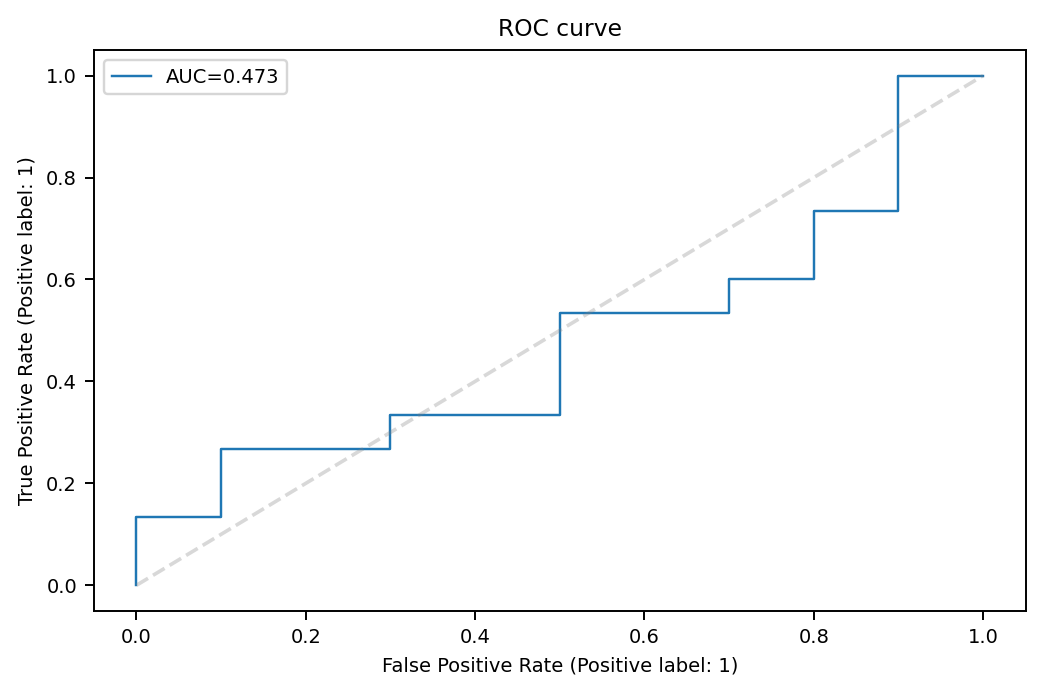 ROC curve
AUC=0.473
True Positive Rate (Positive label: 1)
1.0
0.8
0.6
0.4
0.2
0.0
0.0 0.2 0.4 0.6 0.8 1.0
False Positive Rate (Positive label: 1)